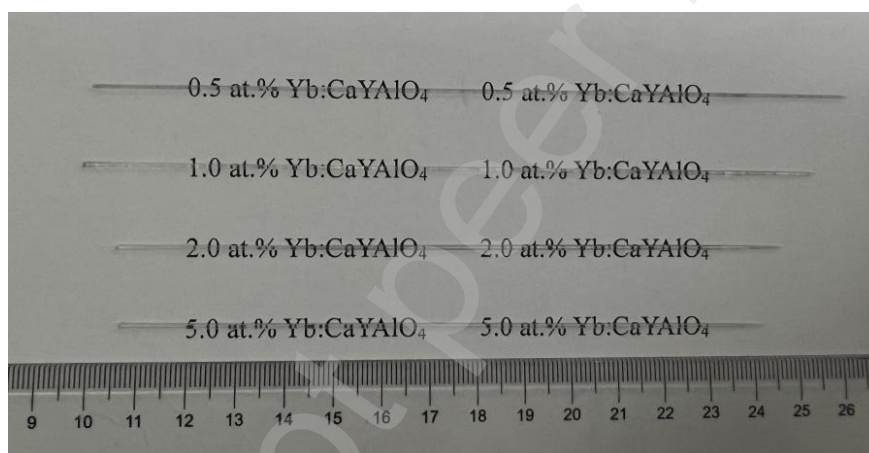 0.5 at.% Yb:CaYAlO₄ 0.5 at.% Yb:CaYAlO₄
1.0 at.% Yb:CaYAlO₄ 1.0 at.% Yb:CaYAlO₄
2.0 at.% Yb:CaYAlO₄ 2.0 at.% Yb:CaYAlO₄
5.0 at.% Yb:CaYAlO₄ 5.0 at.% Yb:CaYAlO₄
9 10 11 12 13 14 15 16 17 18 19 20 21 22 23 24 25 26
ot peer